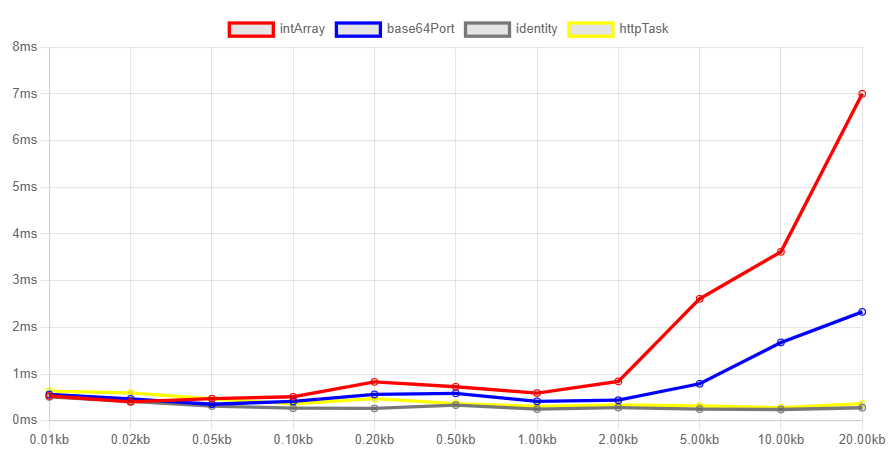 intArray base64Port identity httpTask
8ms
7ms
6ms
5ms
4ms
3ms
2ms
1ms
0ms
0.01kb 0.02kb 0.05kb 0.10kb 0.20kb 0.50kb 1.00kb 2.00kb 5.00kb 10.00kb 20.00kb